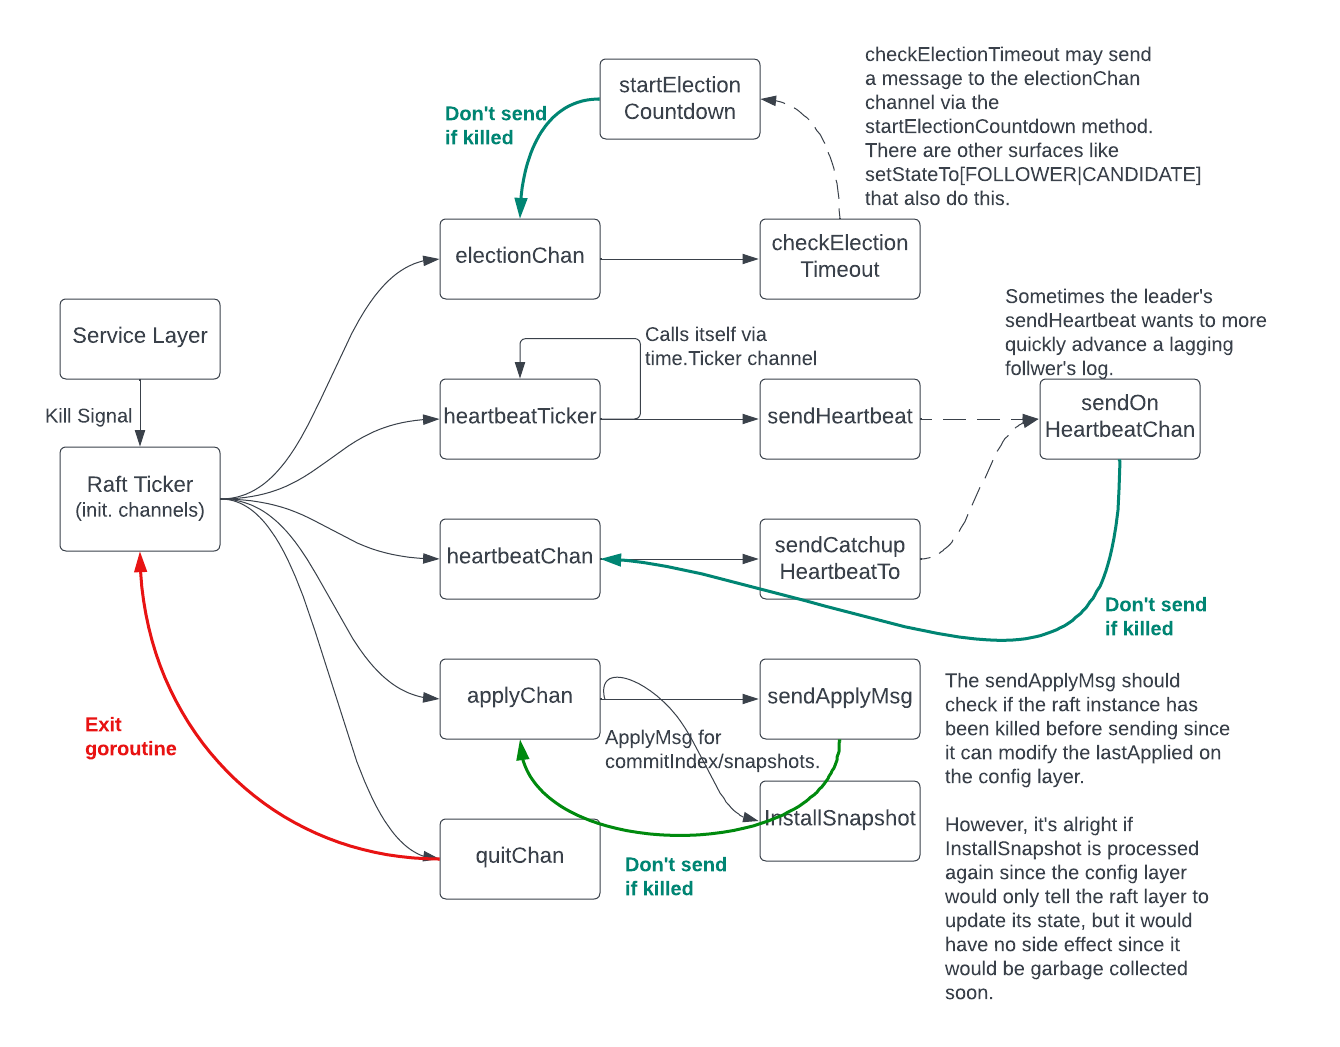 checkElectionTimeout may send
a message to the electionChan
channel via the
startElectionCountdown method.
There are other surfaces like
setStateTo[FOLLOWER|CANDIDATE]
that also do this.
startElection
Countdown
Don't send
if killed
electionChan
checkElection
Timeout
Service Layer
Kill Signal
Raft Ticker
(init. channels)
Calls itself via
time.Ticker channel
heartbeatTicker
sendHeartbeat
Sometimes the leader's
sendHeartbeat wants to more
quickly advance a lagging
follwer's log.
sendOn
HeartbeatChan
heartbeatChan
sendCatchup
HeartbeatTo
Don't send
if killed
applyChan
sendApplyMsg
ApplyMsg for
commitIndex/snapshots.
InstallSnapshot
Exit
goroutine
quitChan
Don't send
if killed
The sendApplyMsg should
check if the raft instance has
been killed before sending since
it can modify the lastApplied on
the config layer.
However, it's alright if
InstallSnapshot is processed
again since the config layer
would only tell the raft layer to
update its state, but it would
have no side effect since it
would be garbage collected
soon.